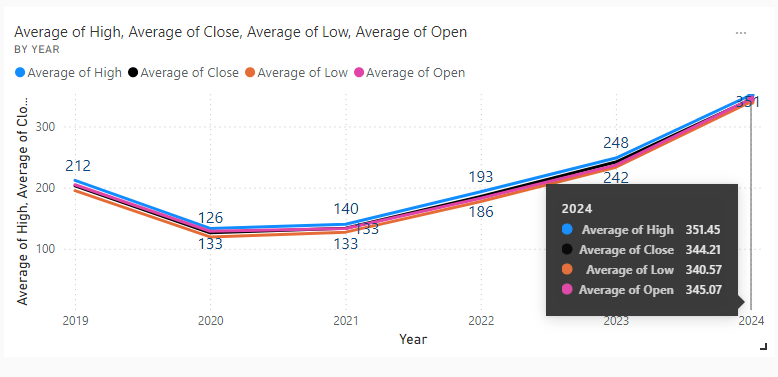 Average of High, Average of Close, Average of Low, Average of Open
BY YEAR
...
Average of High Average of Close Average of Low Average of Open
Average of High, Average of Clo...
300
200
100
212
126
133
140
133
133
193
186
248
242
351
2024
Average of High 351.45
Average of Close 344.21
Average of Low 340.57
Average of Open 345.07
2019 2020 2021 2022 2023 2024
Year